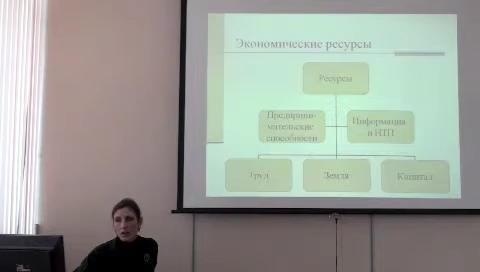 Экономические ресурсы
Ресурсы
Предприни-
мательские
способности
Информация
и НТП
Труд
Земля
Капитал